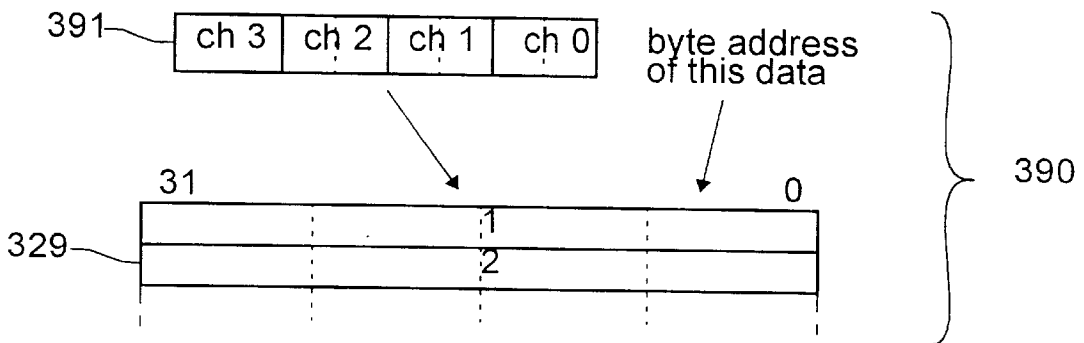 391 ch 3 ch 2 ch 1 ch 0
byte address
of this data
390
31 0
1
329 2